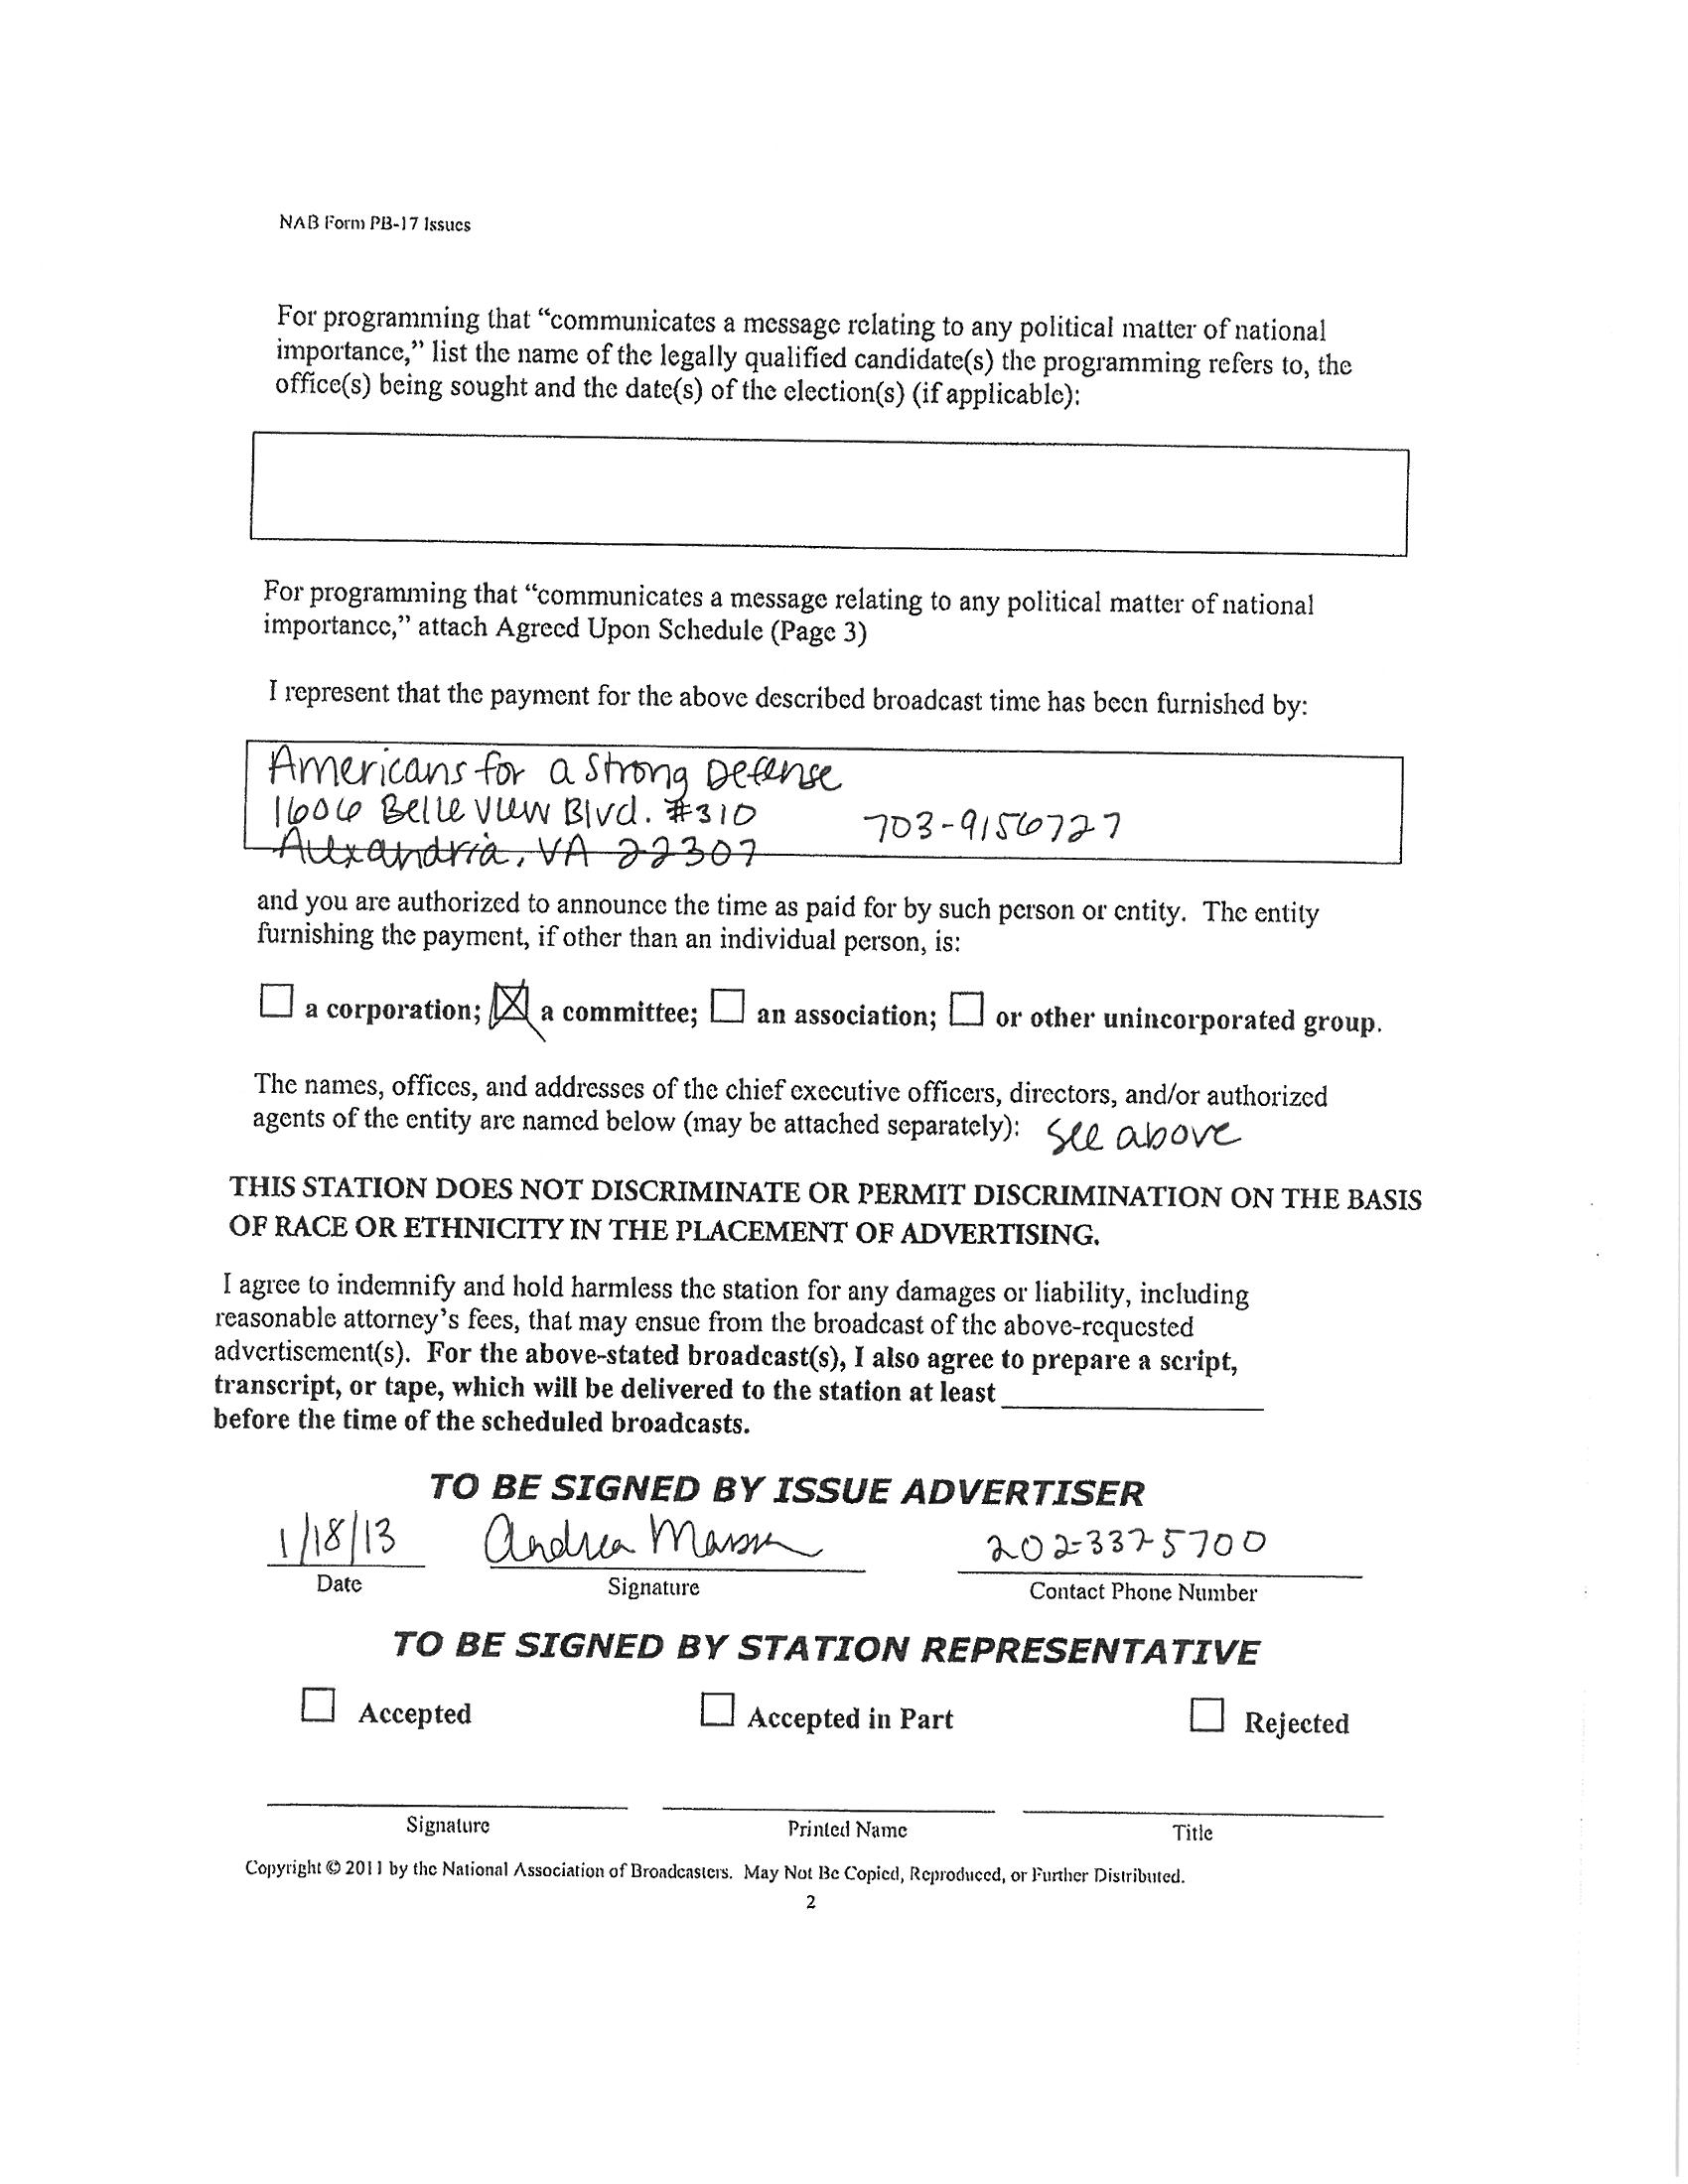 NAB Form PB-17 Issues
For programming that “communicates a message relating to any political matter of national
importance,” list the name of the legally qualified candidate(s) the programming refers to, the
office(s) being sought and the date(s) of the election(s) (if applicable):
For programming that “communicates a message relating to any political matter of national
importance,” attach Agreed Upon Schedule (Page 3)
I represent that the payment for the above described broadcast time has been furnished by:
Americans for a Strong Defense
1606 Belle View Blvd. #310 703-9156727
Alexandria, VA 22307
and you are authorized to announce the time as paid for by such person or entity. The entity
furnishing the payment, if other than an individual person, is:
a corporation; a committee; an association; or other unincorporated group.
The names, offices, and addresses of the chief executive officers, directors, and/or authorized
agents of the entity are named below (may be attached separately): See above
THIS STATION DOES NOT DISCRIMINATE OR PERMIT DISCRIMINATION ON THE BASIS
OF RACE OR ETHNICITY IN THE PLACEMENT OF ADVERTISING.
I agree to indemnify and hold harmless the station for any damages or liability, including
reasonable attorney’s fees, that may ensue from the broadcast of the above-requested
advertisement(s). For the above-stated broadcast(s), I also agree to prepare a script,
transcript, or tape, which will be delivered to the station at least
before the time of the scheduled broadcasts.
TO BE SIGNED BY ISSUE ADVERTISER
1/18/13 Andrea 202-337-5700
Date Signature Contact Phone Number
TO BE SIGNED BY STATION REPRESENTATIVE
Accepted Accepted in Part Rejected
Signature Printed Name Title
Copyright © 2011 by the National Association of Broadcasters. May Not Be Copied, Reproduced, or Further Distributed.
2